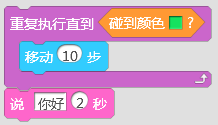 重复执行直到 碰到颜色 ?
移动 10 步
说 你好 2 秒